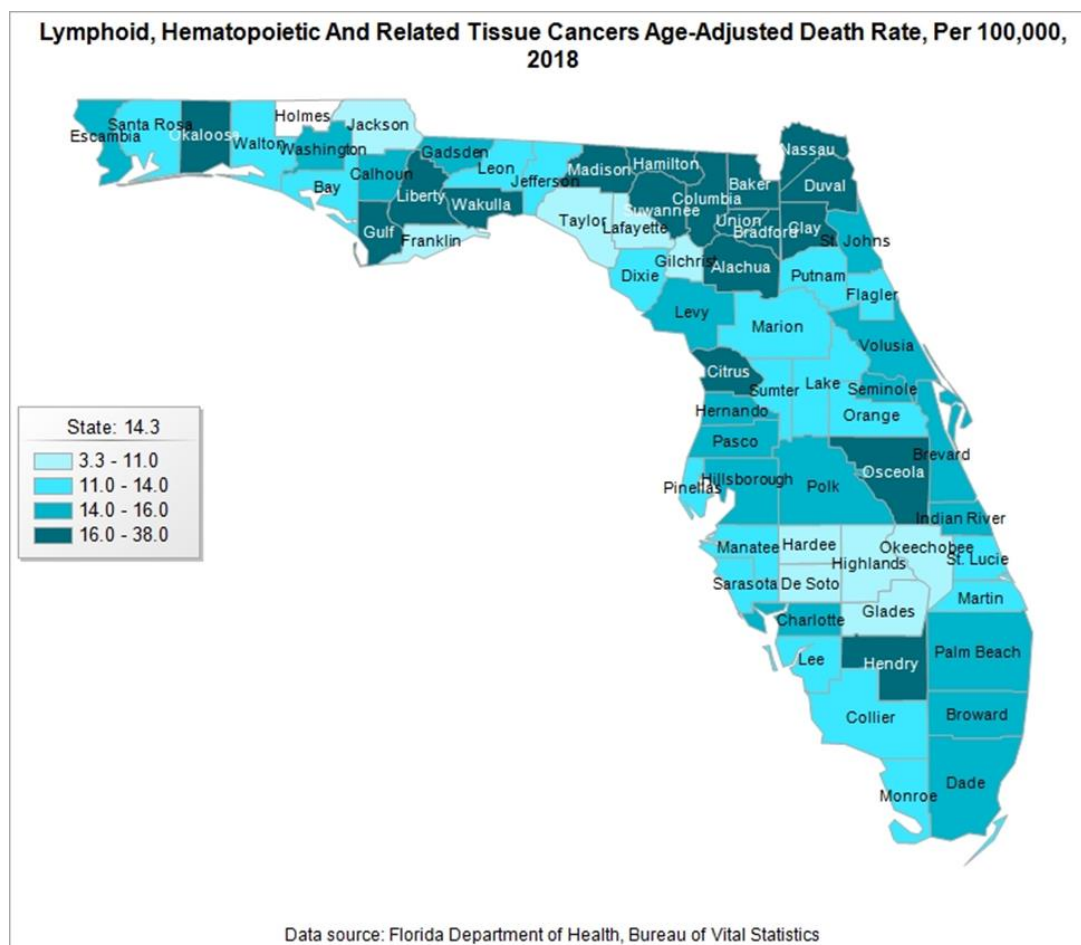 Lymphoid, Hematopoietic And Related Tissue Cancers Age-Adjusted Death Rate, Per 100,000,
2018
Holmes
Jackson
Santa Rosa
Escambia
Okaloosa
Walton
Washington
Calhoun
Bay
Gadsden
Leon
Jefferson
Liberty
Wakulla
Gulf
Franklin
Madison
Hamilton
Taylor
Lafayette
Suwannee
Columbia
Baker
Union
Bradford
Nassau
Duval
Clay
St. Johns
Gilchrist
Alachua
Dixie
Putnam
Flagler
Levy
Marion
Volusia
Citrus
Sumter
Lake
Seminole
Hernando
Orange
Pasco
Brevard
Osceola
Pinellas
Hillsborough
Polk
Indian River
Manatee
Hardee
Okeechobee
Highlands
St. Lucie
Sarasota
De Soto
Martin
Glades
Charlotte
Lee
Hendry
Palm Beach
Collier
Broward
Monroe
Dade
State: 14.3
3.3 - 11.0
11.0 - 14.0
14.0 - 16.0
16.0 - 38.0
Data source: Florida Department of Health, Bureau of Vital Statistics